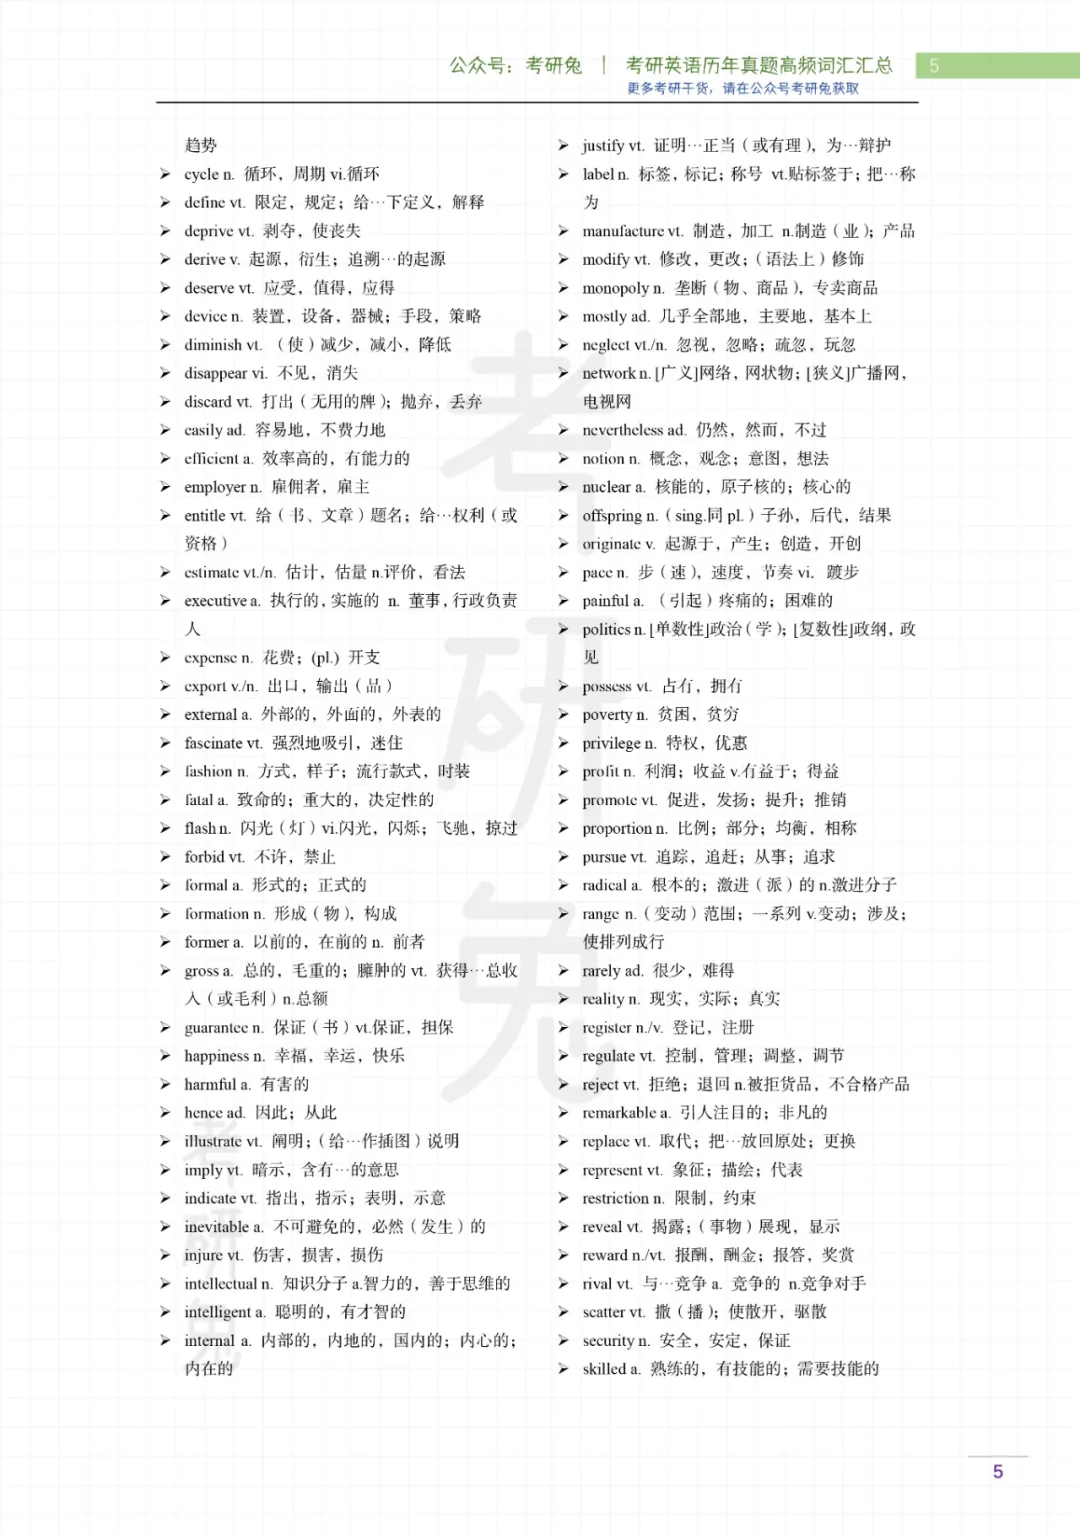 公众号：考研兔 | 考研英语历年真题高频词汇汇总 5
更多考研干货，请在公众号考研兔获取
趋势
➢ cycle n. 循环，周期 vi.循环
➢ define vt. 限定，规定；给…下定义，解释
➢ deprive vt. 剥夺，使丧失
➢ derive v. 起源，衍生；追溯…的起源
➢ deserve vt. 应受，值得，应得
➢ device n. 装置，设备，器械；手段，策略
➢ diminish vt. （使）减少，减小，降低
➢ disappear vi. 不见，消失
➢ discard vt. 打出（无用的牌）；抛弃，丢弃
➢ easily ad. 容易地，不费力地
➢ efficient a. 效率高的，有能力的
➢ employer n. 雇佣者，雇主
➢ entitle vt. 给（书、文章）题名；给…权利（或
资格）
➢ estimate vt./n. 估计，估量 n.评价，看法
➢ executive a. 执行的，实施的 n. 董事，行政负责
人
➢ expense n. 花费；(pl.) 开支
➢ export v./n. 出口，输出（品）
➢ external a. 外部的，外面的，外表的
➢ fascinate vt. 强烈地吸引，迷住
➢ fashion n. 方式，样子；流行款式，时装
➢ fatal a. 致命的；重大的，决定性的
➢ flash n. 闪光（灯）vi.闪光，闪烁；飞驰，掠过
➢ forbid vt. 不许，禁止
➢ formal a. 形式的；正式的
➢ formation n. 形成（物），构成
➢ former a. 以前的，在前的 n. 前者
➢ gross a. 总的，毛重的；臃肿的 vt. 获得…总收
入（或毛利）n.总额
➢ guarantee n. 保证（书）vt.保证，担保
➢ happiness n. 幸福，幸运，快乐
➢ harmful a. 有害的
➢ hence ad. 因此；从此
➢ illustrate vt. 阐明；（给…作插图）说明
➢ imply vt. 暗示，含有…的意思
➢ indicate vt. 指出，指示；表明，示意
➢ inevitable a. 不可避免的，必然（发生）的
➢ injure vt. 伤害，损害，损伤
➢ intellectual n. 知识分子 a.智力的，善于思维的
➢ intelligent a. 聪明的，有才智的
➢ internal a. 内部的，内地的，国内的；内心的；
内在的
➢ justify vt. 证明…正当（或有理），为…辩护
➢ label n. 标签，标记；称号 vt.贴标签于；把…称
为
➢ manufacture vt. 制造，加工 n.制造（业）；产品
➢ modify vt. 修改，更改；（语法上）修饰
➢ monopoly n. 垄断（物、商品），专卖商品
➢ mostly ad. 几乎全部地，主要地，基本上
➢ neglect vt./n. 忽视，忽略；疏忽，玩忽
➢ network n. [广义]网络，网状物；[狭义]广播网，
电视网
➢ nevertheless ad. 仍然，然而，不过
➢ notion n. 概念，观念；意图，想法
➢ nuclear a. 核能的，原子核的；核心的
➢ offspring n.（sing.同 pl.）子孙，后代，结果
➢ originate v. 起源于，产生；创造，开创
➢ pace n. 步（速），速度，节奏 vi. 踱步
➢ painful a. （引起）疼痛的；困难的
➢ politics n. [单数性]政治（学）；[复数性]政纲，政
见
➢ possess vt. 占有，拥有
➢ poverty n. 贫困，贫穷
➢ privilege n. 特权，优惠
➢ profit n. 利润；收益 v.有益于；得益
➢ promote vt. 促进，发扬；提升；推销
➢ proportion n. 比例；部分；均衡，相称
➢ pursue vt. 追踪，追赶；从事；追求
➢ radical a. 根本的；激进（派）的 n.激进分子
➢ range n.（变动）范围；一系列 v.变动；涉及；
使排列成行
➢ rarely ad. 很少，难得
➢ reality n. 现实，实际；真实
➢ register n./v. 登记，注册
➢ regulate vt. 控制，管理；调整，调节
➢ reject vt. 拒绝；退回 n.被拒货品，不合格产品
➢ remarkable a. 引人注目的；非凡的
➢ replace vt. 取代；把…放回原处；更换
➢ represent vt. 象征；描绘；代表
➢ restriction n. 限制，约束
➢ reveal vt. 揭露；（事物）展现，显示
➢ reward n./vt. 报酬，酬金；报答，奖赏
➢ rival vt. 与…竞争 a. 竞争的 n.竞争对手
➢ scatter vt. 撒（播）；使散开，驱散
➢ security n. 安全，安定，保证
➢ skilled a. 熟练的，有技能的；需要技能的
考研兔
考研兔
5